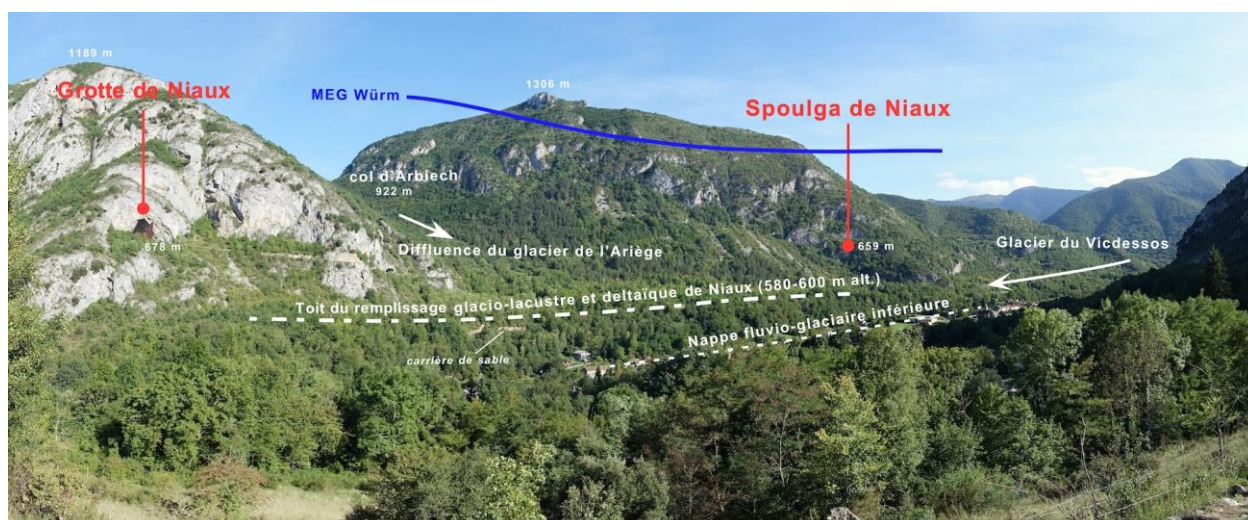 1189 m
Grotte de Niaux
MEG Würm
1306 m
Spoulga de Niaux
col d'Arbiech
922 m
678 m
Diffluence du glacier de l'Ariège
659 m
Glacier du Vicdessos
Toit du remplissage glacio-lacustre et deltaïque de Niaux (580-600 m alt.)
Nappe fluvio-glaciaire inférieure
carrière de sable